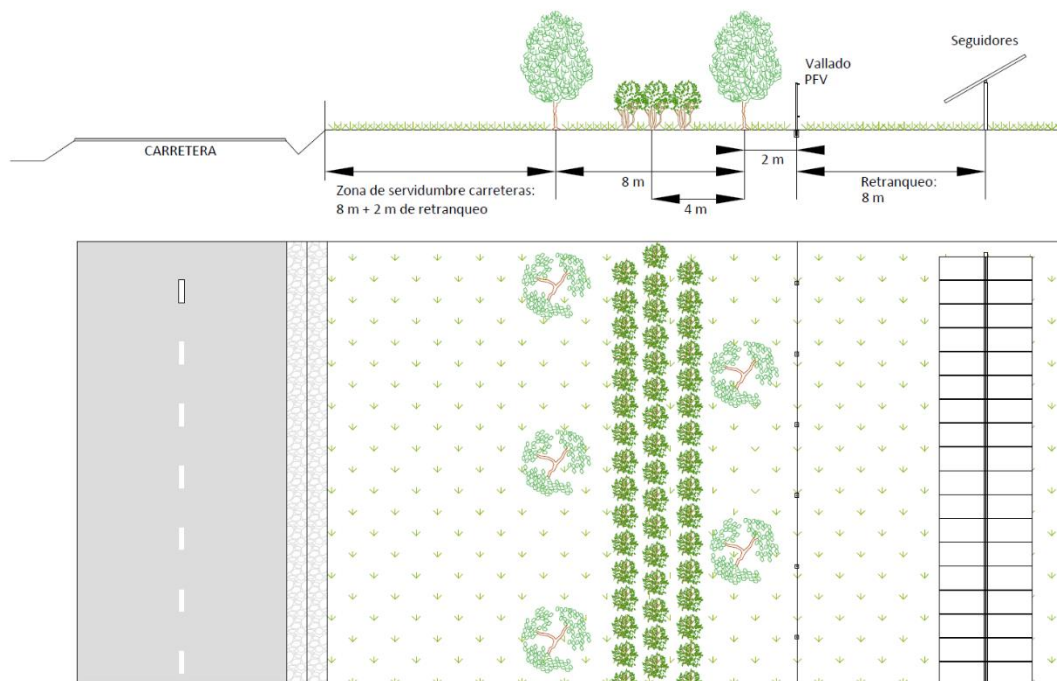 Seguidores
Vallado
PFV
CARRETERA
2 m
Zona de servidumbre carreteras:
8 m + 2 m de retranqueo
8 m
4 m
Retranqueo:
8 m